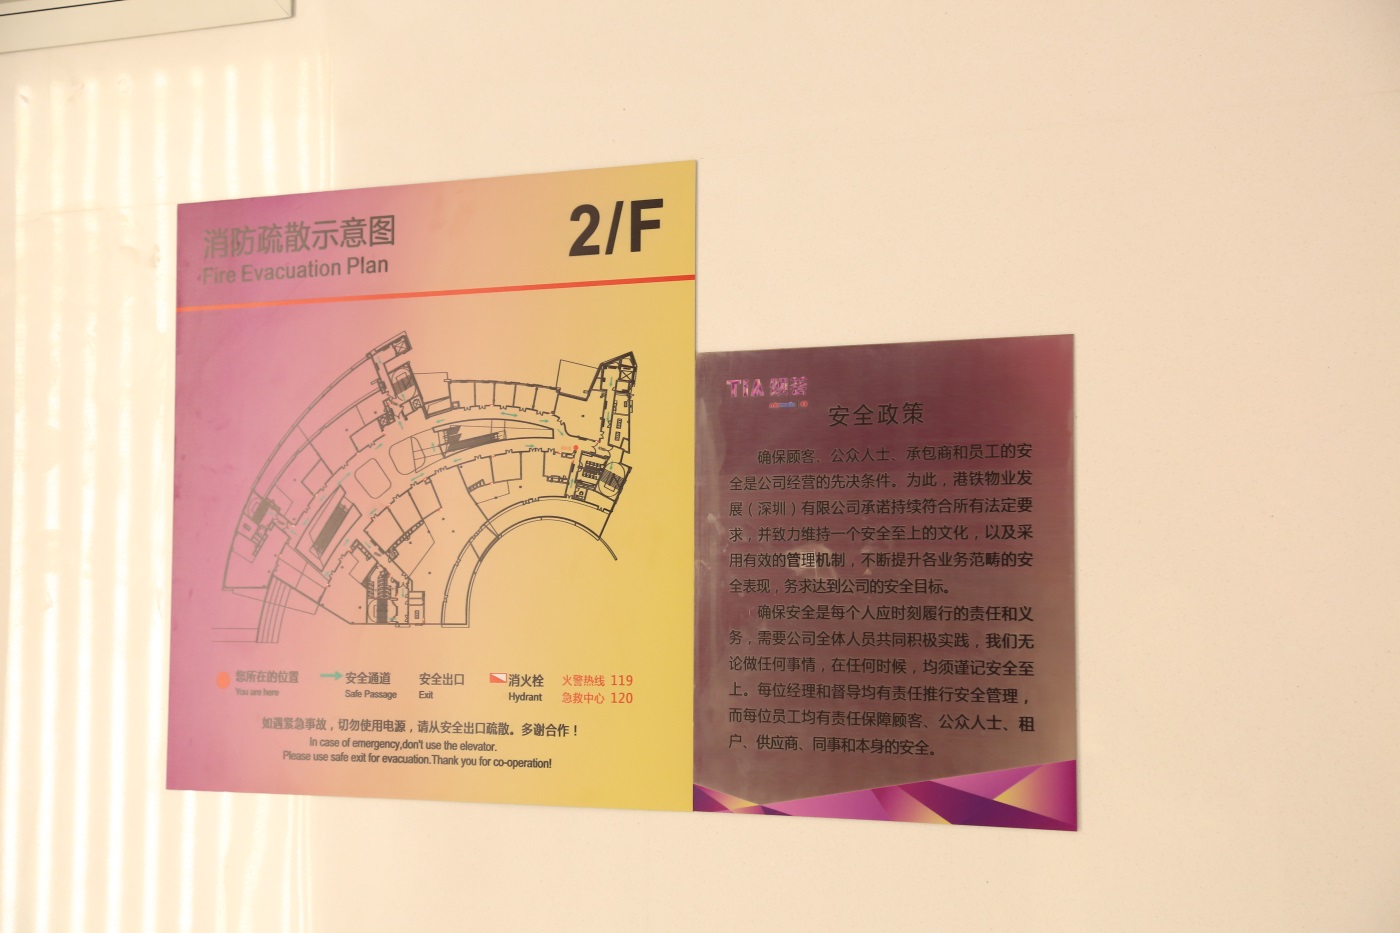 消防疏散示意图
Fire Evacuation Plan
2/F
您所在的位置
You are here
安全通道
Safe Passage
安全出口
Exit
消火栓
Hydrant
火警热线 119
急救中心 120
如遇紧急事故，切勿使用电源，请从安全出口疏散。多谢合作！
In case of emergency,don't use the elevator.
Please use safe exit for evacuation.Thank you for co-operation!
TIA
安全政策
确保顾客、公众人士、承包商和员工的安
全是公司经营的先决条件。为此，港铁物业发
展（深圳）有限公司承诺持续符合所有法定要
求，并致力维持一个安全至上的文化，以及采
用有效的管理机制，不断提升各业务范畴的安
全表现，务求达到公司的安全目标。
确保安全是每个人应时刻履行的责任和义
务，需要公司全体人员共同积极实践，我们无
论做任何事情，在任何时候，均须谨记安全至
上。每位经理和督导均有责任推行安全管理，
而每位员工均有责任保障顾客、公众人士、租
户、供应商、同事和本身的安全。